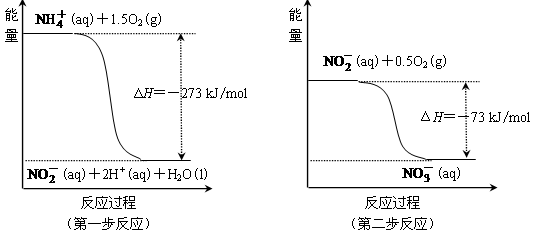 能量
NH₄⁺(aq)+1.5O₂(g)
ΔH=−273 kJ/mol
NO₂⁻(aq)+2H⁺(aq)+H₂O(l)
反应过程
(第一步反应)
能量
NO₂⁻(aq)+0.5O₂(g)
ΔH=−73 kJ/mol
NO₃⁻(aq)
反应过程
(第二步反应)